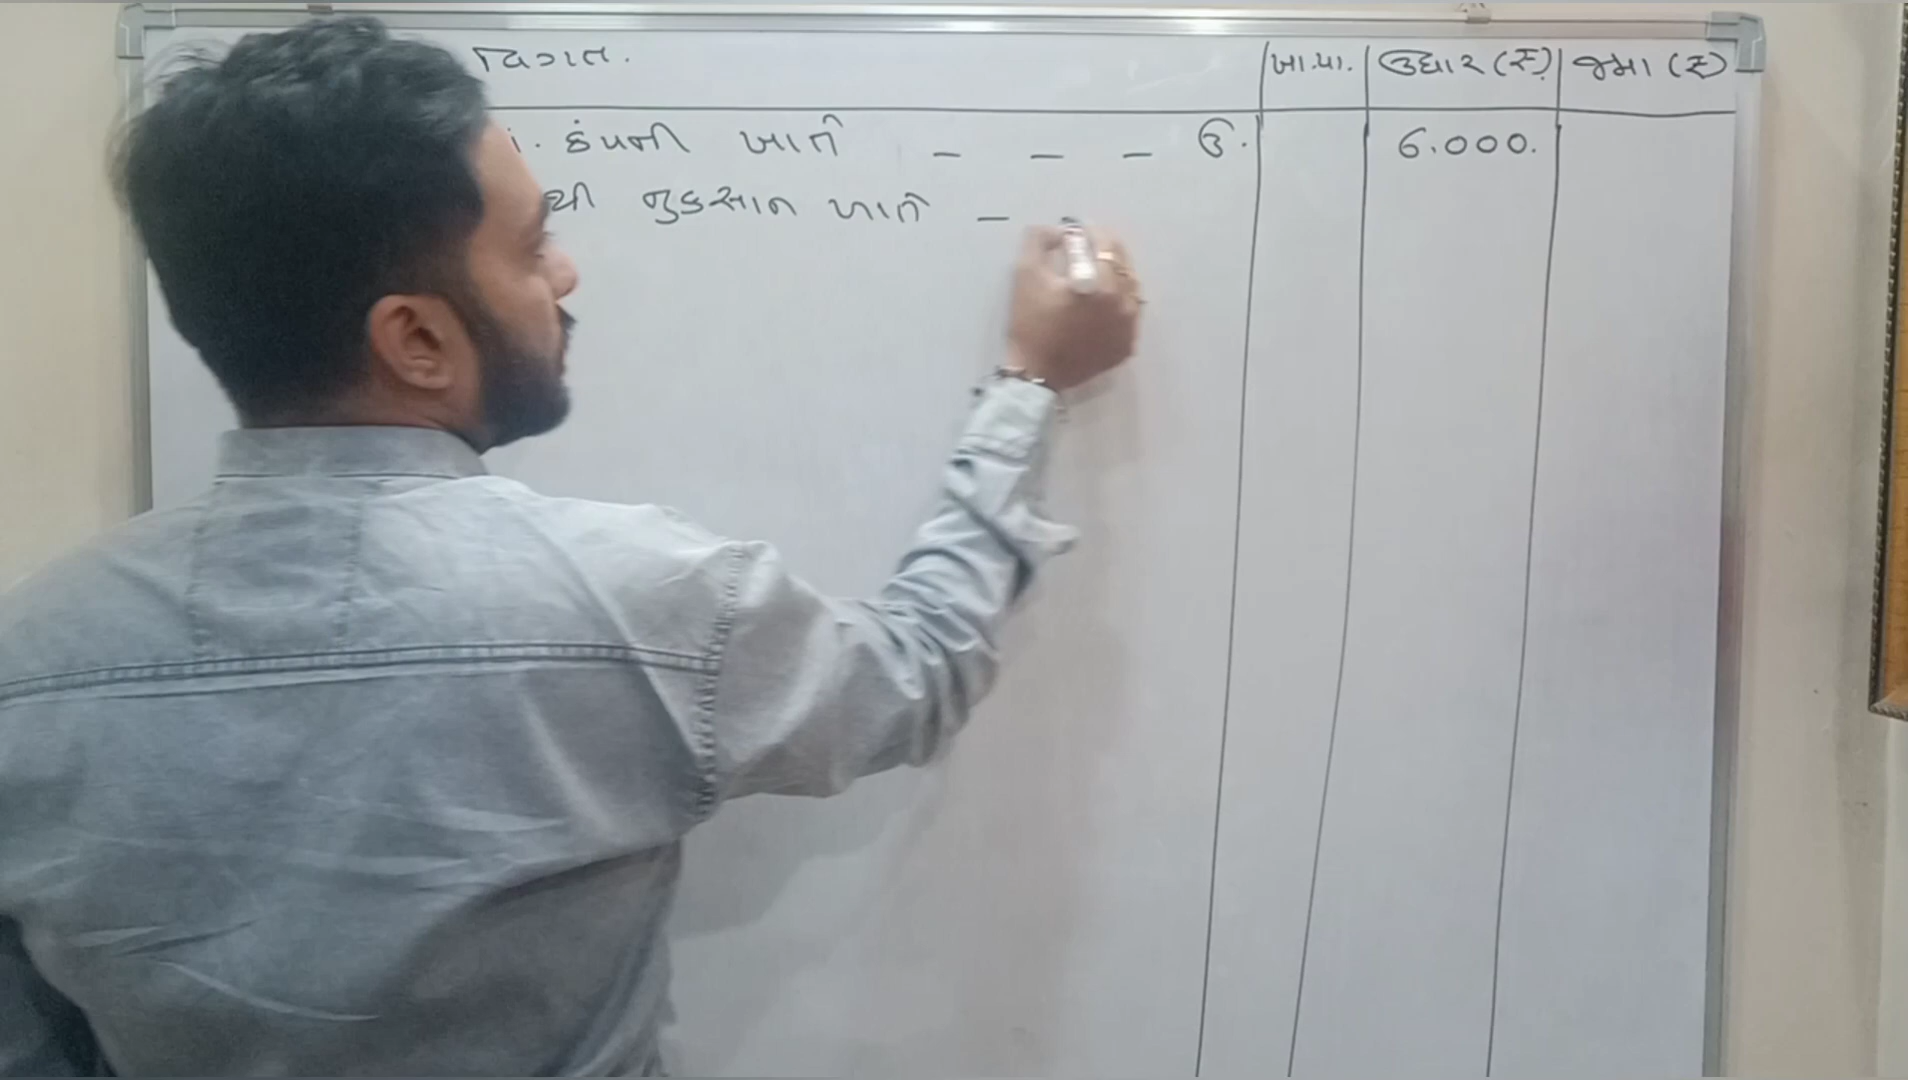 વિગત. ખા.પા. ઉધાર (₹) જમા (₹)
કંપની ખાતે – – – ઉ. 6.000.
થી નુકસાન ખાતે –